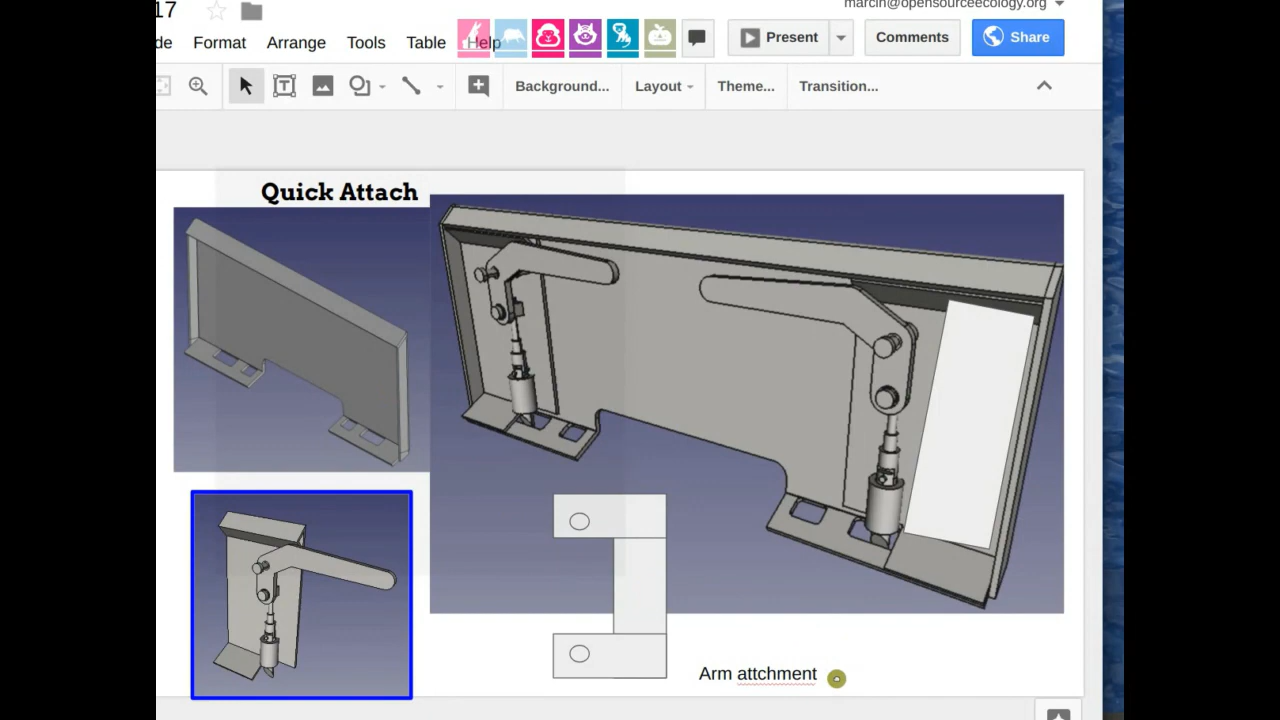 17
marcin@opensourceecology.org
de Format Arrange Tools Table Help
Present Comments Share
Background... Layout Theme... Transition...
Quick Attach
Arm attchment